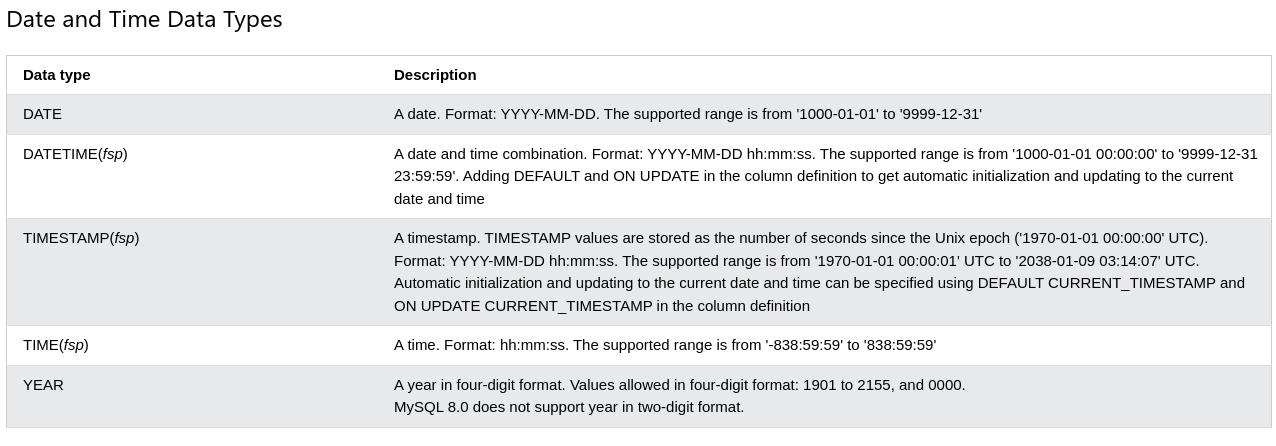 Date and Time Data Types
Data type Description
DATE A date. Format: YYYY-MM-DD. The supported range is from '1000-01-01' to '9999-12-31'
DATETIME(fsp) A date and time combination. Format: YYYY-MM-DD hh:mm:ss. The supported range is from '1000-01-01 00:00:00' to '9999-12-31
23:59:59'. Adding DEFAULT and ON UPDATE in the column definition to get automatic initialization and updating to the current
date and time
TIMESTAMP(fsp) A timestamp. TIMESTAMP values are stored as the number of seconds since the Unix epoch ('1970-01-01 00:00:00' UTC).
Format: YYYY-MM-DD hh:mm:ss. The supported range is from '1970-01-01 00:00:01' UTC to '2038-01-09 03:14:07' UTC.
Automatic initialization and updating to the current date and time can be specified using DEFAULT CURRENT_TIMESTAMP and
ON UPDATE CURRENT_TIMESTAMP in the column definition
TIME(fsp) A time. Format: hh:mm:ss. The supported range is from '-838:59:59' to '838:59:59'
YEAR A year in four-digit format. Values allowed in four-digit format: 1901 to 2155, and 0000.
MySQL 8.0 does not support year in two-digit format.